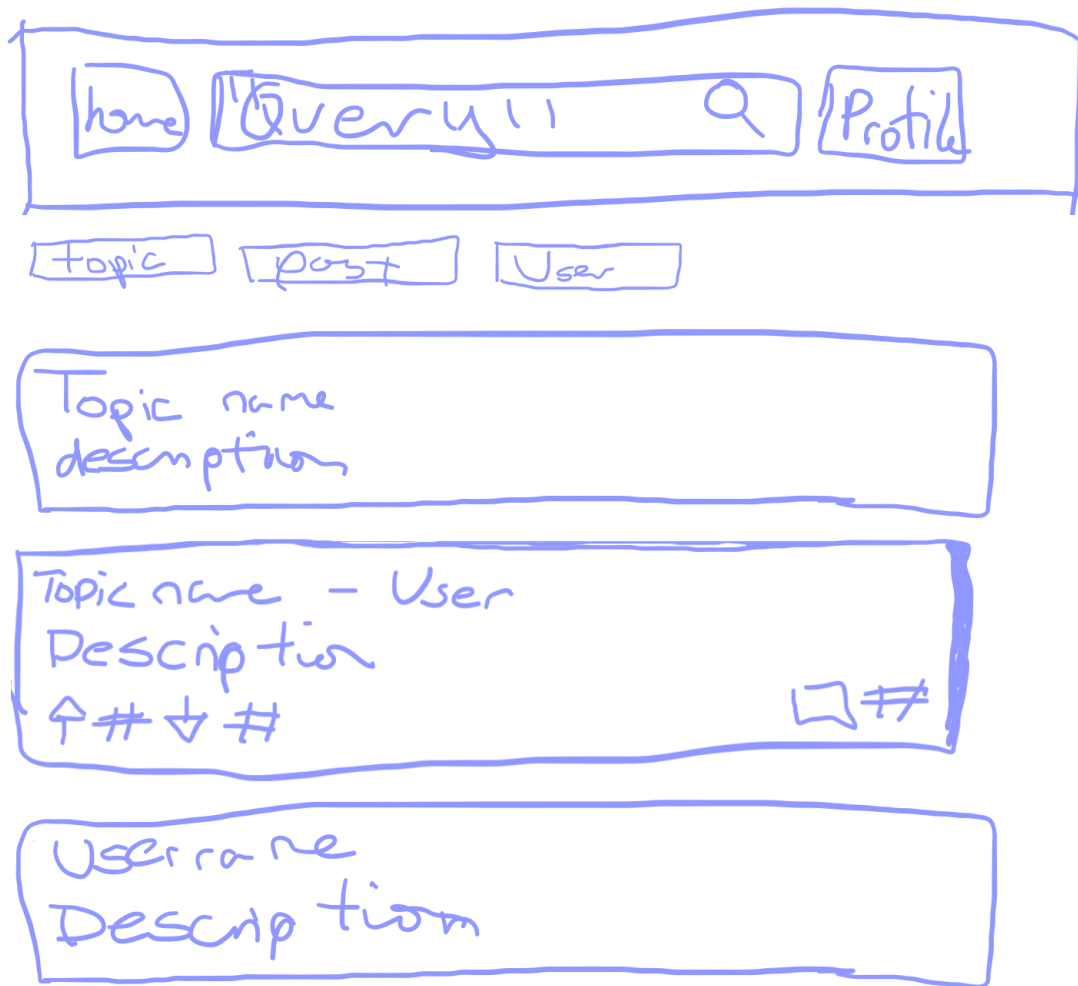 home "Query" Profile
topic post User
Topic name
description
Topic name - User
Description
↑ # ↓ # #
Username
Description